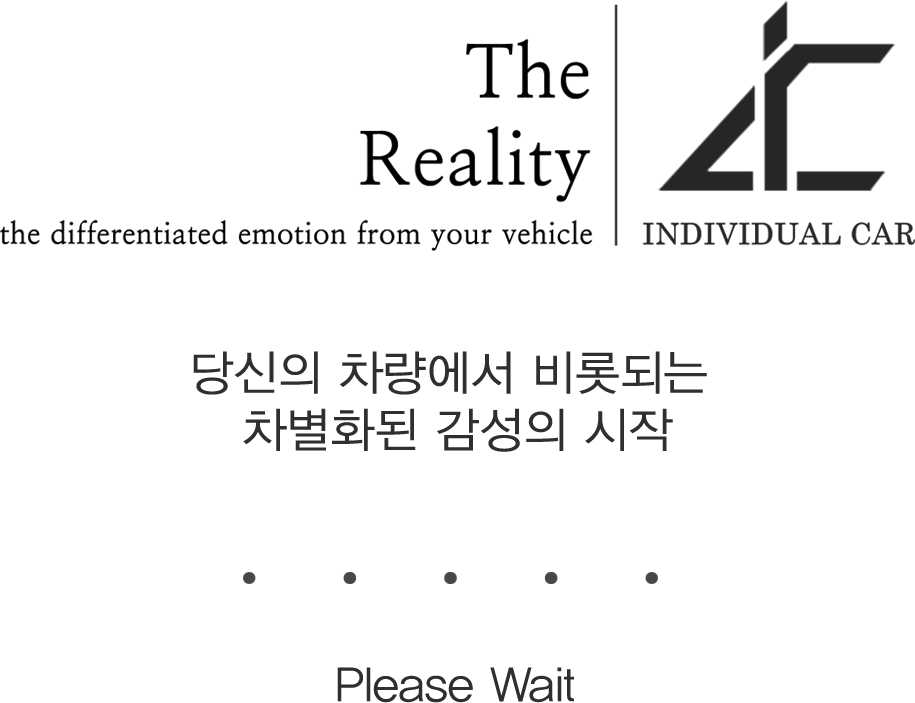 The
Reality
the differentiated emotion from your vehicle
INDIVIDUAL CAR
당신의 차량에서 비롯되는
차별화된 감성의 시작
Please Wait